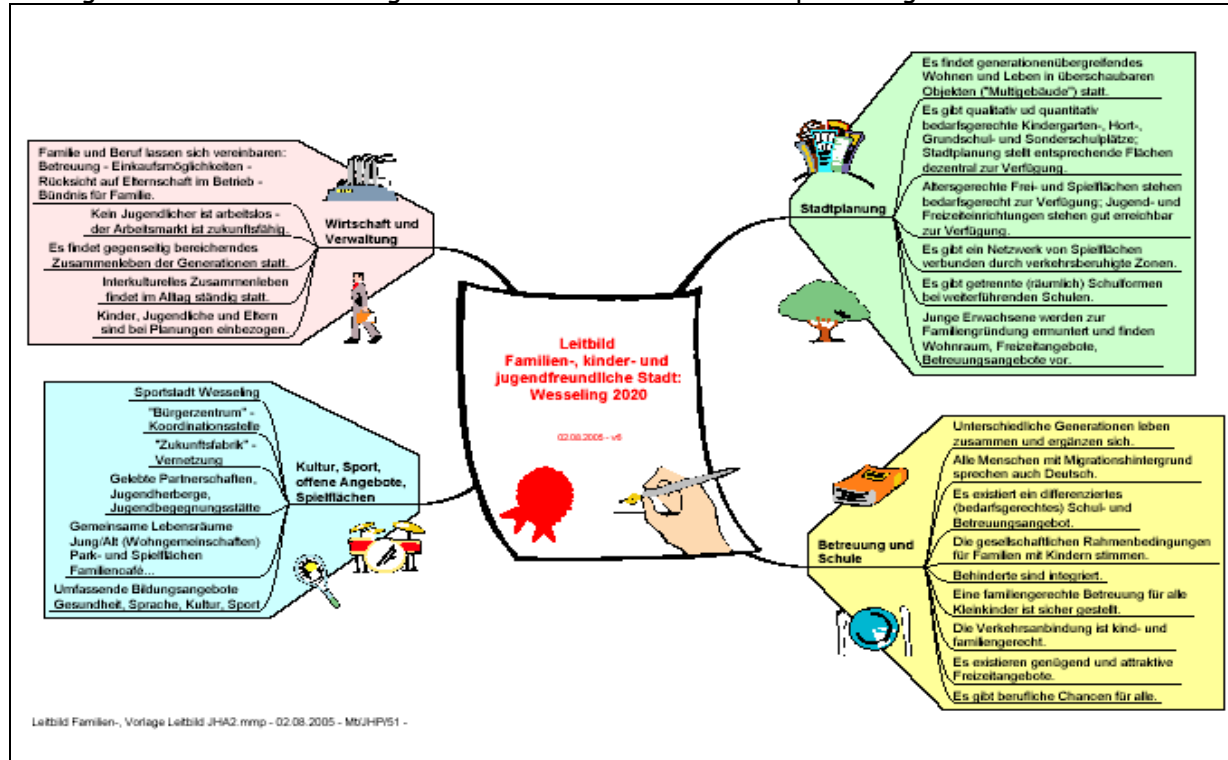 Leitbild
Familien-, kinder- und
jugendfreundliche Stadt:
Wesseling 2020
02.08.2005 - v6
Familie und Beruf lassen sich vereinbaren:
Betreuung - Einkaufsmöglichkeiten -
Rücksicht auf Elternschaft im Betrieb -
Bündnis für Familie.
Kein Jugendlicher ist arbeitslos -
der Arbeitsmarkt ist zukunftsfähig.
Es findet gegenseitig bereicherndes
Zusammenleben der Generationen statt.
Interkulturelles Zusammenleben
findet im Alltag ständig statt.
Kinder, Jugendliche und Eltern
sind bei Planungen einbezogen.
Wirtschaft und
Verwaltung
Sportstadt Wesseling
"Bürgerzentrum" -
Koordinationsstelle
"Zukunftsfabrik" -
Vernetzung
Gelebte Partnerschaften,
Jugendherberge,
Jugendbegegnungsstätte
Gemeinsame Lebensräume
Jung/Alt (Wohngemeinschaften)
Park- und Spielflächen
Familiencafé...
Umfassende Bildungsangebote
Gesundheit, Sprache, Kultur, Sport
Kultur, Sport,
offene Angebote,
Spielflächen
Stadtplanung
Es findet generationenübergreifendes
Wohnen und Leben in überschaubaren
Objekten ("Multigebäude") statt.
Es gibt qualitativ ud quantitativ
bedarfsgerechte Kindergarten-, Hort-,
Grundschul- und Sonderschulplätze;
Stadtplanung stellt entsprechende Flächen
dezentral zur Verfügung.
Altersgerechte Frei- und Spielflächen stehen
bedarfsgerecht zur Verfügung; Jugend- und
Freizeiteinrichtungen stehen gut erreichbar
zur Verfügung.
Es gibt ein Netzwerk von Spielflächen
verbunden durch verkehrsberuhigte Zonen.
Es gibt getrennte (räumlich) Schulformen
bei weiterführenden Schulen.
Junge Erwachsene werden zur
Familiengründung ermuntert und finden
Wohnraum, Freizeitangebote,
Betreuungsangebote vor.
Betreuung und
Schule
Unterschiedliche Generationen leben
zusammen und ergänzen sich.
Alle Menschen mit Migrationshintergrund
sprechen auch Deutsch.
Es existiert ein differenziertes
(bedarfsgerechtes) Schul- und
Betreuungsangebot.
Die gesellschaftlichen Rahmenbedingungen
für Familien mit Kindern stimmen.
Behinderte sind integriert.
Eine familiengerechte Betreuung für alle
Kleinkinder ist sicher gestellt.
Die Verkehrsanbindung ist kind- und
familiengerecht.
Es existieren genügend und attraktive
Freizeitangebote.
Es gibt berufliche Chancen für alle.
Leitbild Familien-, Vorlage Leitbild JHA2.mmp - 02.08.2005 - Mt/JHP/51 -